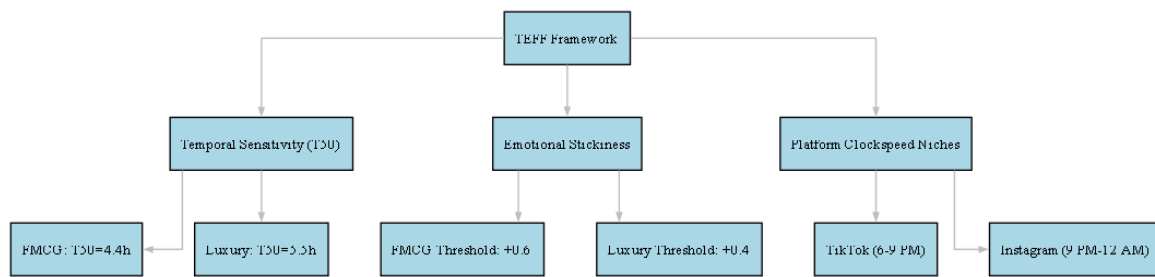 TEFF Framework
Temporal Sensitivity (T50)
Emotional Stickiness
Platform Clockspeed Niches
FMCG: T50=4.4h
Luxury: T50=5.5h
FMCG Threshold: +0.6
Luxury Threshold: +0.4
TikTok (6-9 PM)
Instagram (9 PM-12 AM)